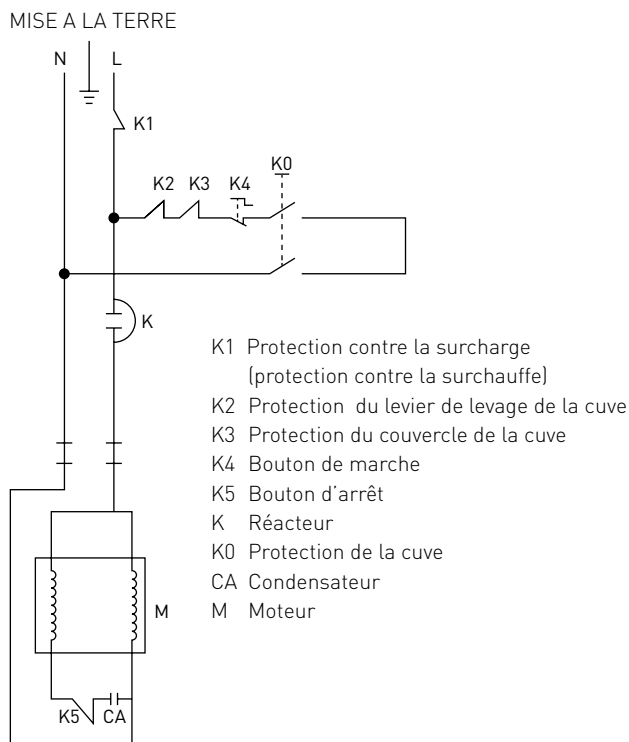 MISE A LA TERRE
N L
K1
K0
K2 K3 K4
K
K1 Protection contre la surcharge
(protection contre la surchauffe)
K2 Protection du levier de levage de la cuve
K3 Protection du couvercle de la cuve
K4 Bouton de marche
K5 Bouton d'arrêt
K Réacteur
K0 Protection de la cuve
CA Condensateur
M Moteur
M
K5 CA